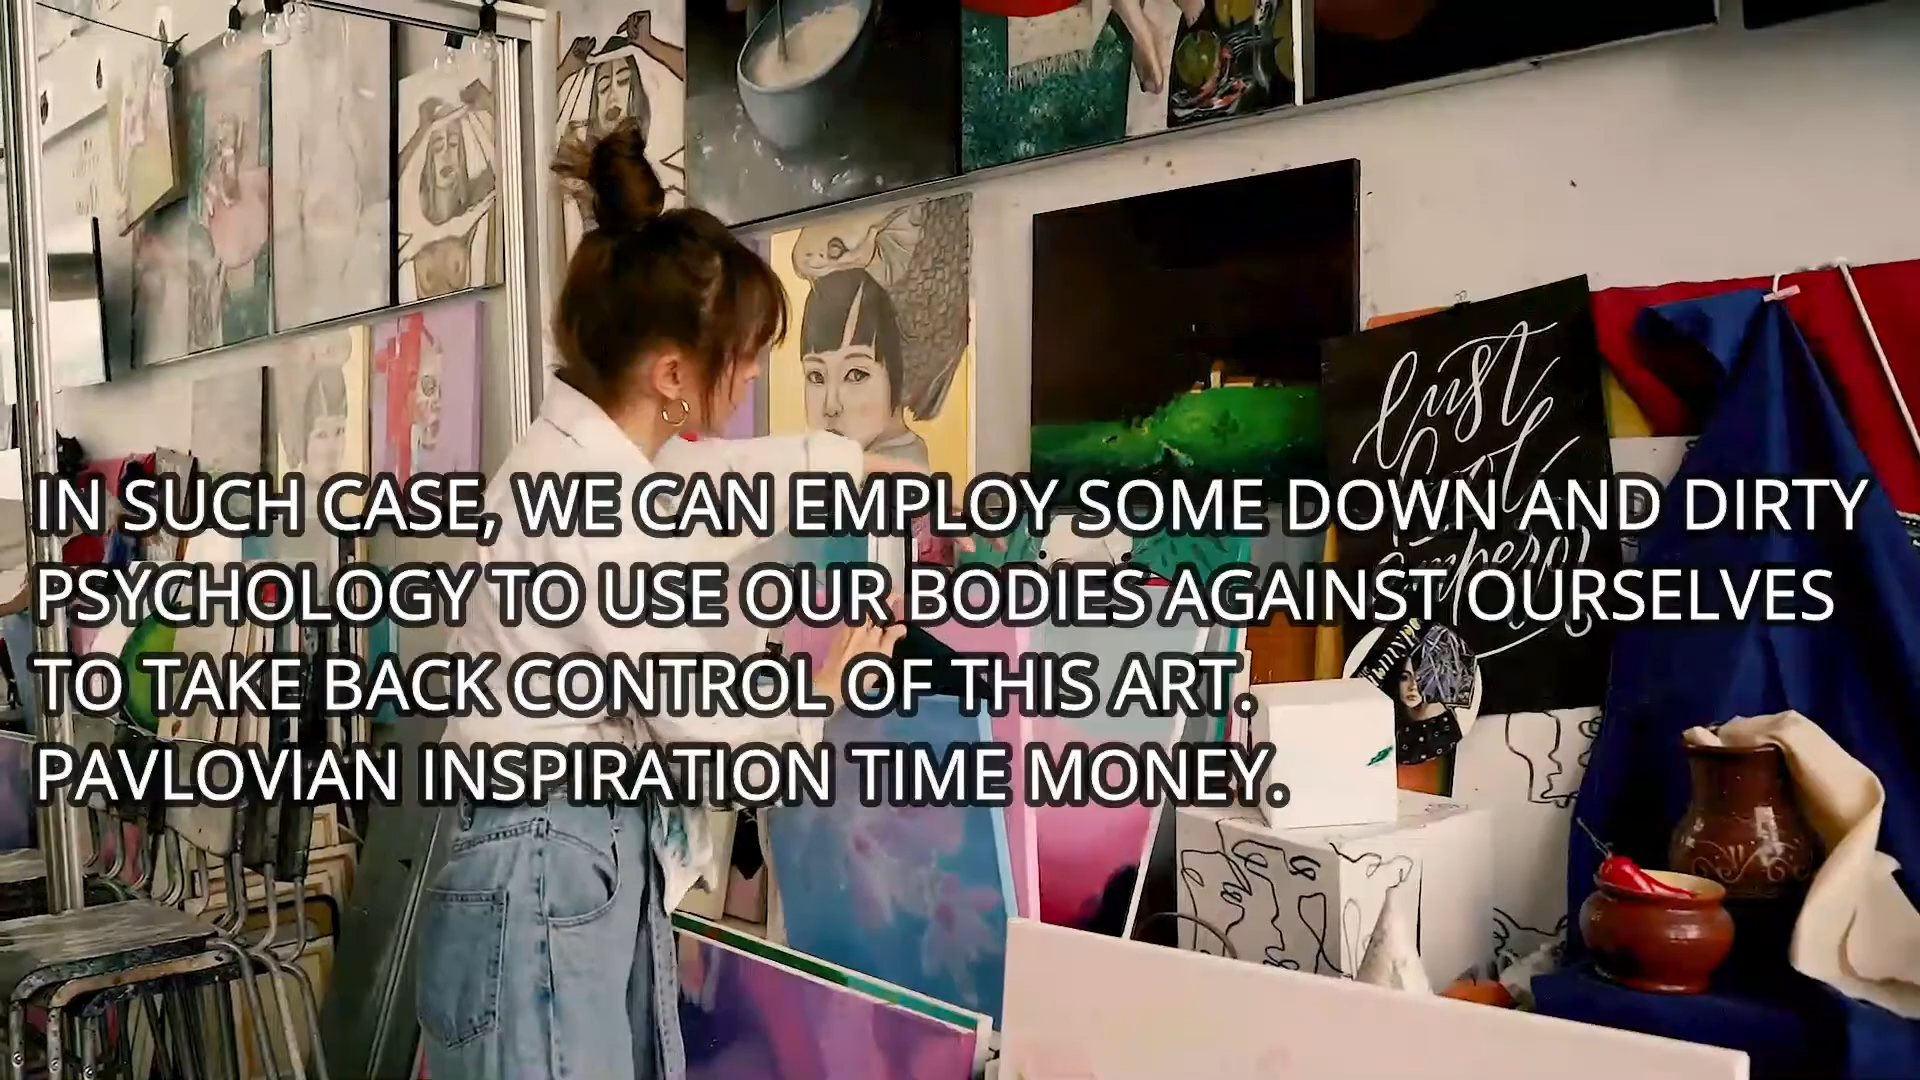 lust
IN SUCH CASE, WE CAN EMPLOY SOME DOWN AND DIRTY
PSYCHOLOGY TO USE OUR BODIES AGAINST OURSELVES
TO TAKE BACK CONTROL OF THIS ART.
PAVLOVIAN INSPIRATION TIME MONEY.